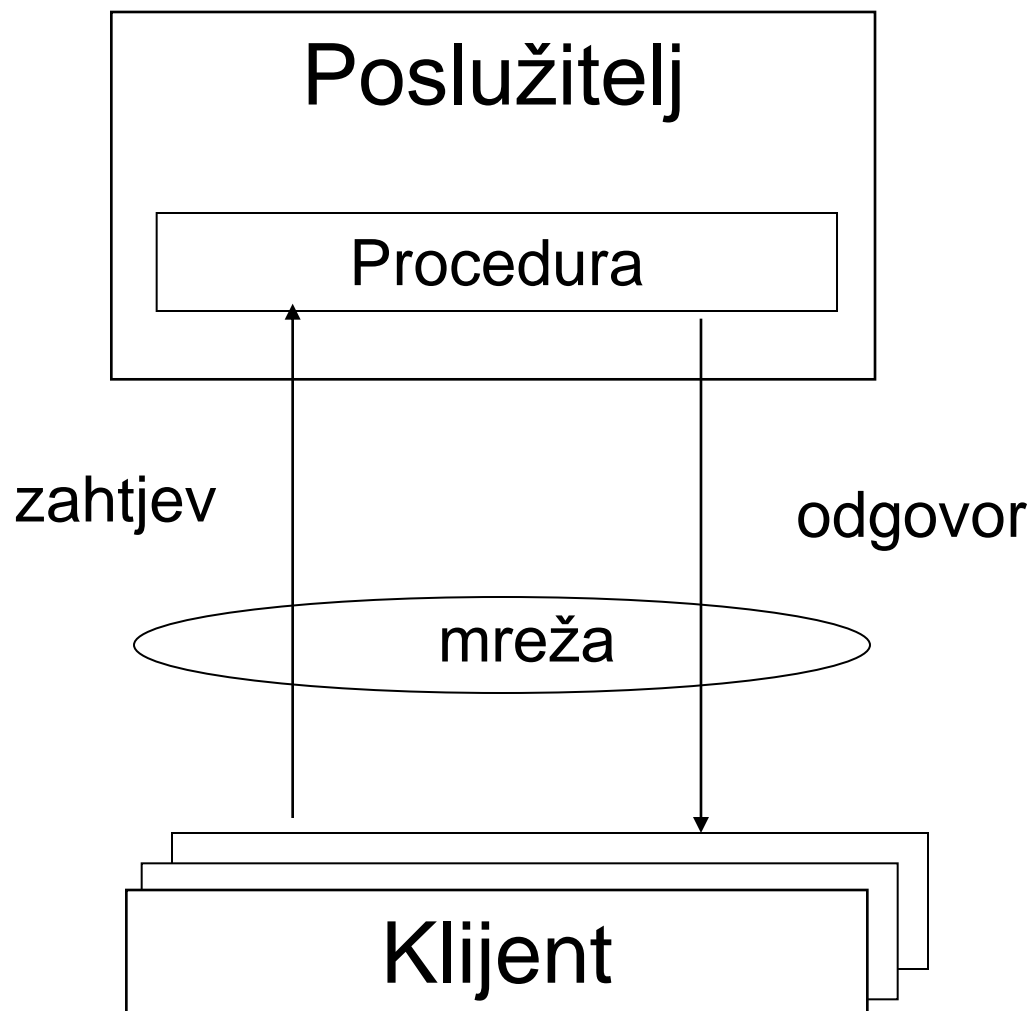 Poslužitelj
Procedura
zahtjev
odgovor
mreža
Klijent